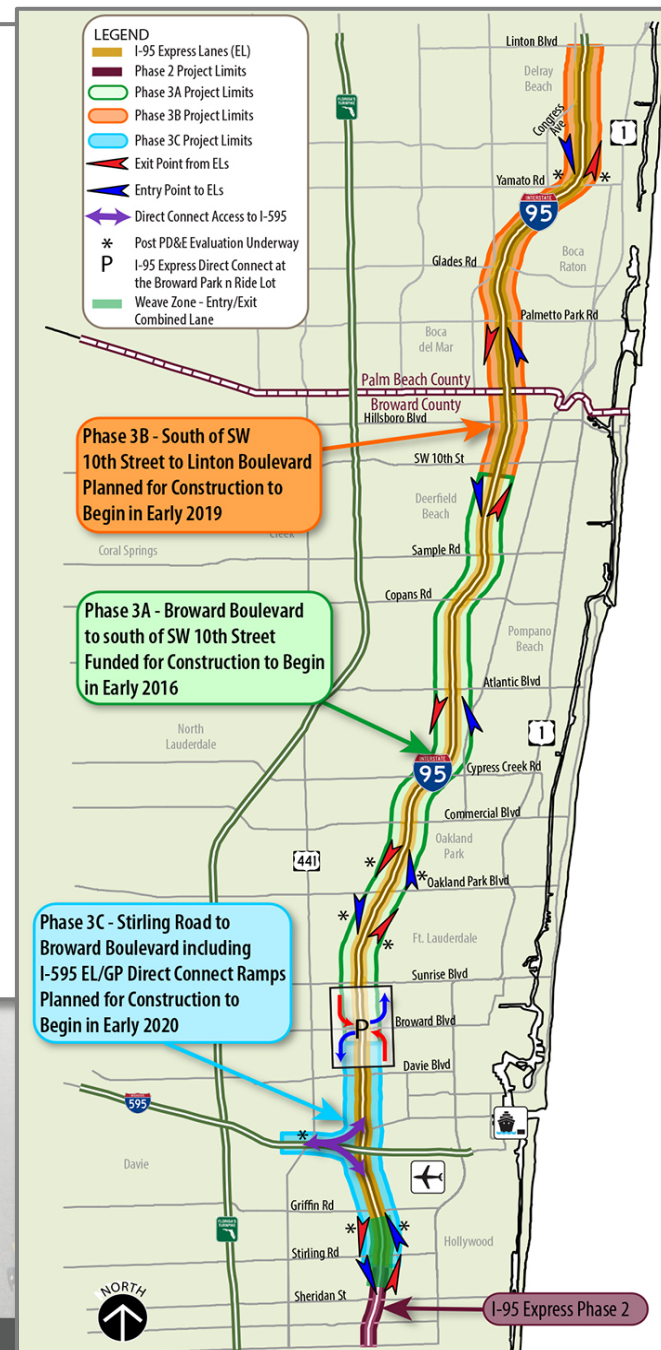 LEGEND
I-95 Express Lanes (EL)
Phase 2 Project Limits
Phase 3A Project Limits
Phase 3B Project Limits
Phase 3C Project Limits
Exit Point from ELs
Entry Point to ELs
Direct Connect Access to I-595
* Post PD&E Evaluation Underway
P I-95 Express Direct Connect at
the Broward Park n Ride Lot
Weave Zone - Entry/Exit
Combined Lane
Linton Blvd
Delray
Beach
Congress
Ave
1
Yamato Rd
*
*
INTERSTATE
95
Glades Rd
Boca
Raton
Palmetto Park Rd
Boca
del Mar
Palm Beach County
Broward County
Hillsboro Blvd
Phase 3B - South of SW
10th Street to Linton Boulevard
Planned for Construction to
Begin in Early 2019
SW 10th St
Deerfield
Beach
Creek
Coral Springs
Sample Rd
Copans Rd
Phase 3A - Broward Boulevard
to south of SW 10th Street
Funded for Construction to Begin
in Early 2016
Pompano
Beach
Atlantic Blvd
North
Lauderdale
1
INTERSTATE
95
Cypress Creek Rd
Commercial Blvd
Oakland
Park
441
*
*
Oakland Park Blvd
Phase 3C - Stirling Road to
Broward Boulevard including
I-595 EL/GP Direct Connect Ramps
Planned for Construction to
Begin in Early 2020
*
*
Ft. Lauderdale
Sunrise Blvd
P
Broward Blvd
Davie Blvd
595
*
Davie
Griffin Rd
*
*
Stirling Rd
Hollywood
Sheridan St
NORTH
I-95 Express Phase 2